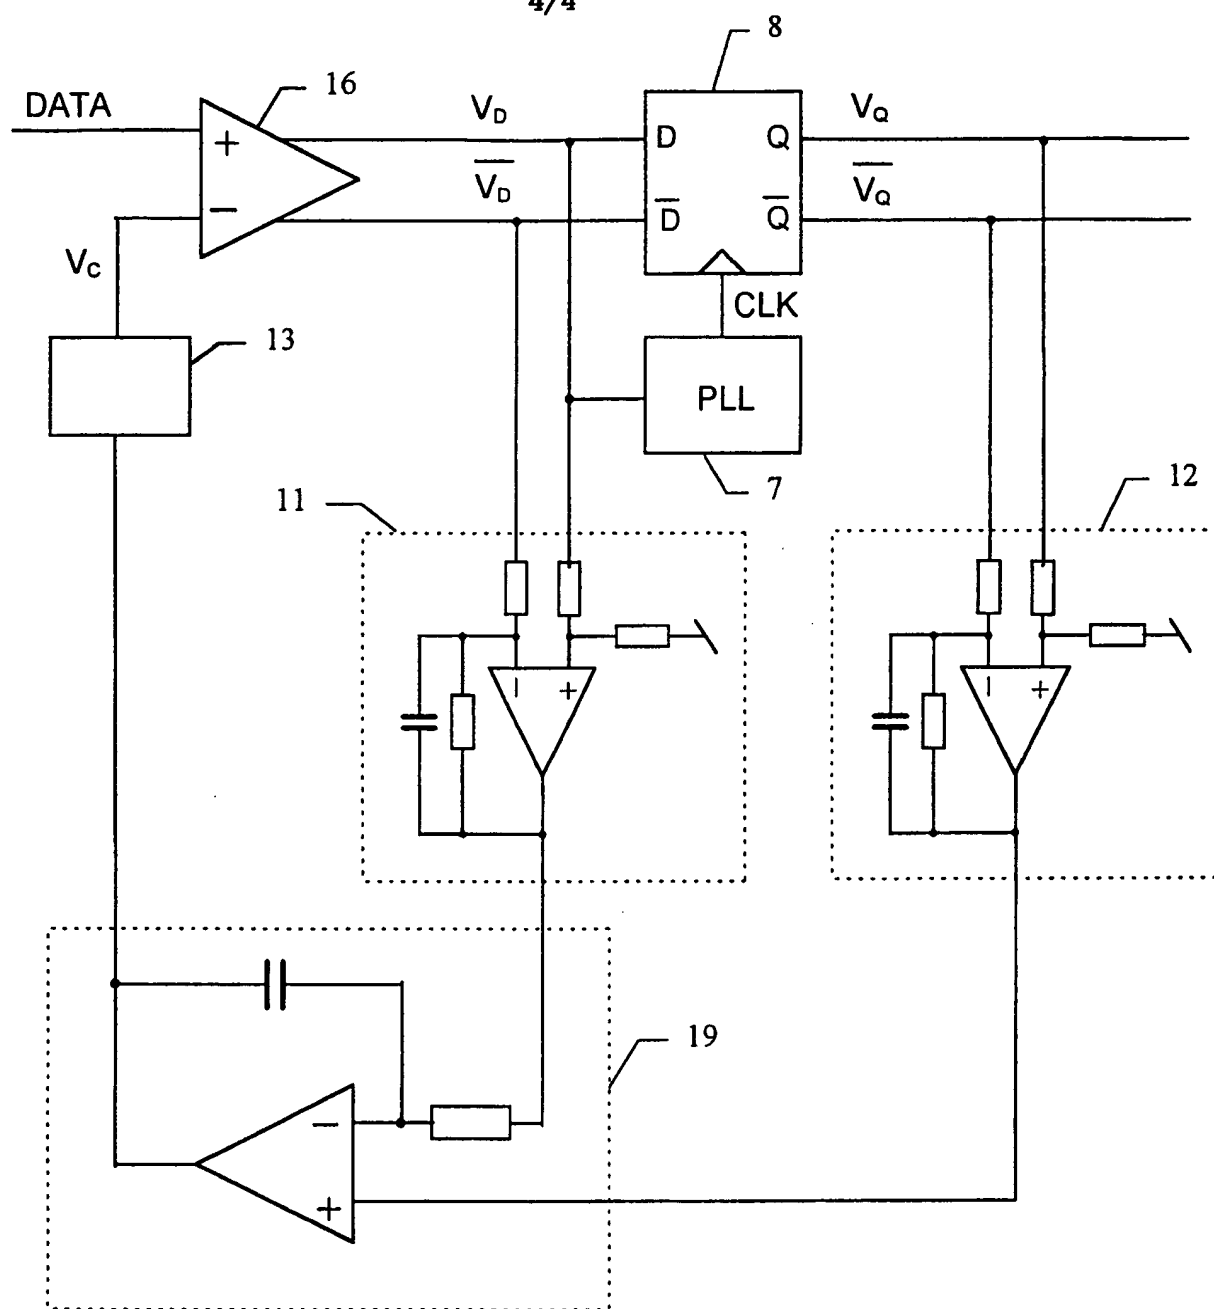 4/4
8
16
DATA
V_D
V_Q
+
D
Q
V̅_D̅
V̅_Q̅
−
D̅
Q̅
V_C
CLK
13
PLL
7
11
12
−
+
−
+
19
−
+